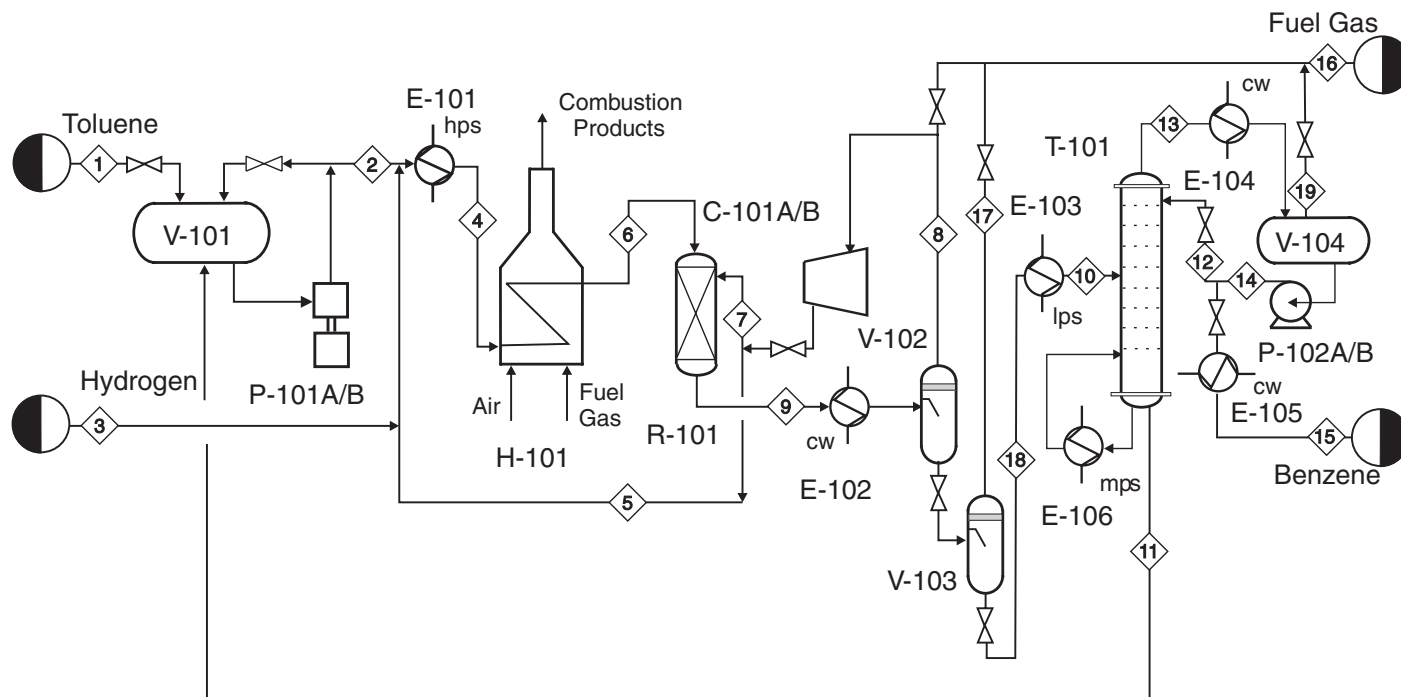 Fuel Gas
16
E-101
hps
Combustion
Products
cw
13
Toluene
1
2
T-101
E-104
19
V-101
4
6
C-101A/B
8
17
E-103
V-104
10
12
14
lps
7
V-102
P-102A/B
Hydrogen
P-101A/B
Air
Fuel
Gas
9
cw
E-105
3
R-101
cw
18
15
H-101
E-102
mps
Benzene
5
E-106
11
V-103